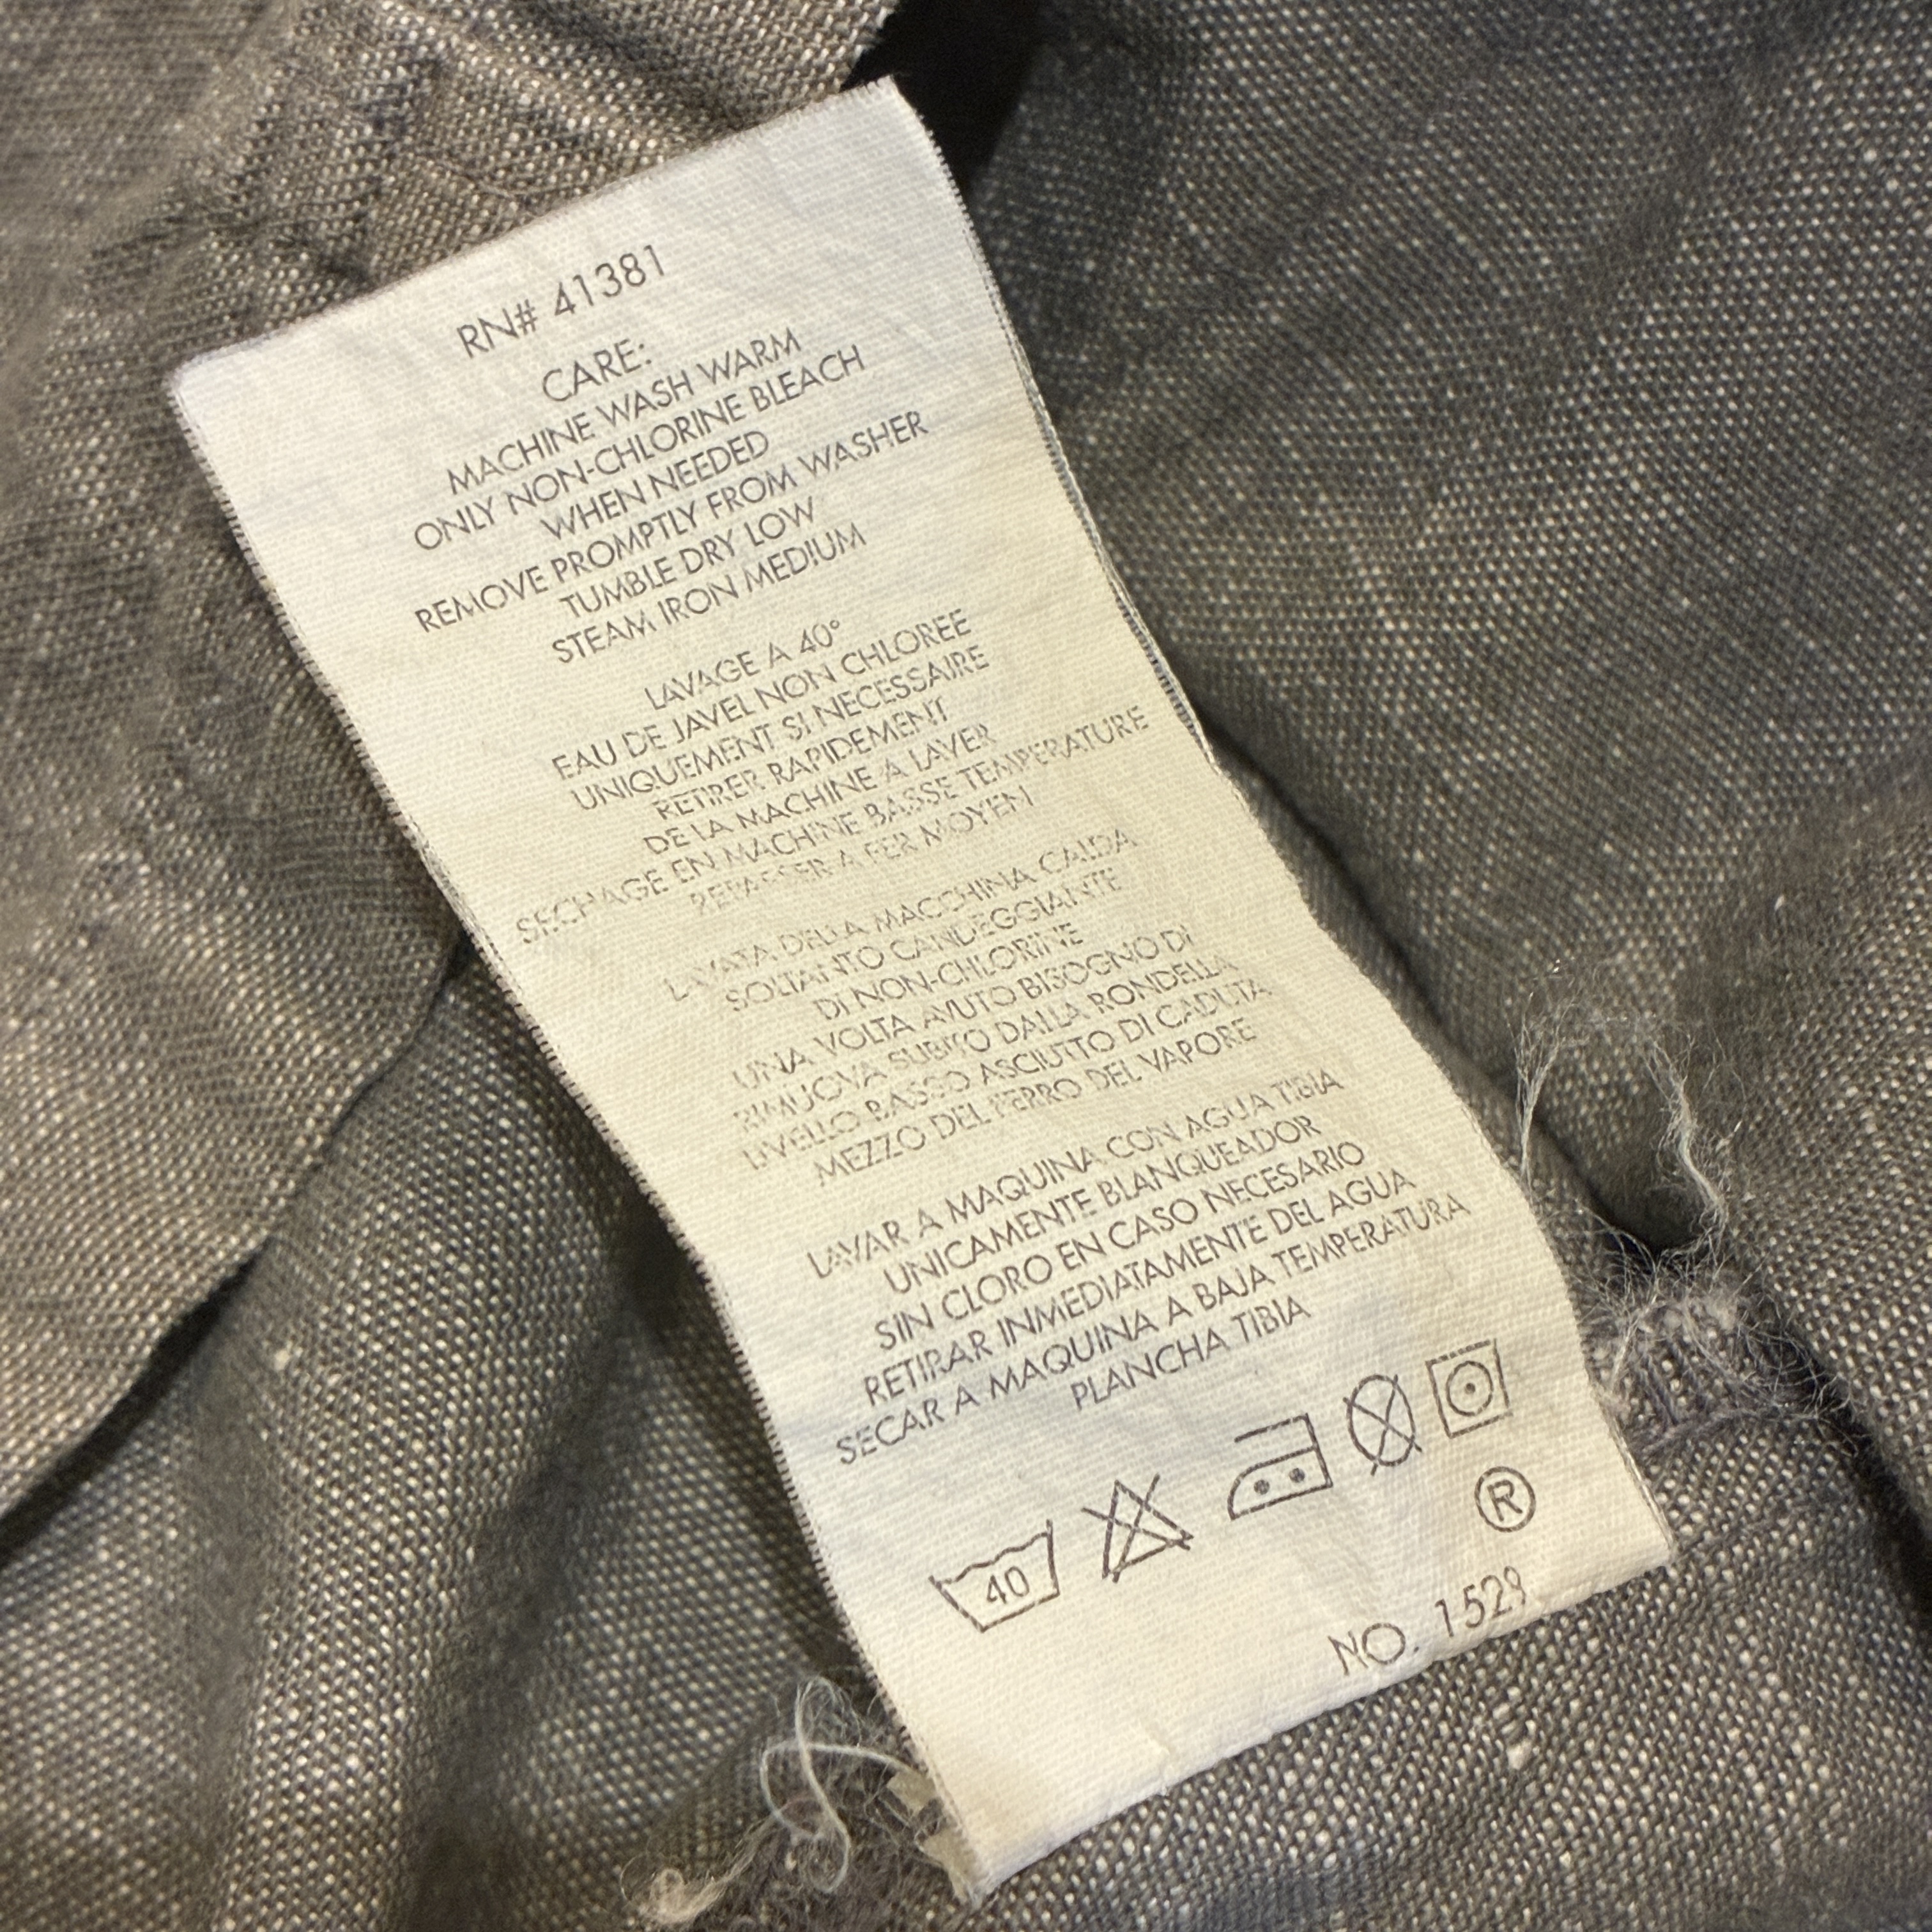 RN# 41381
CARE:
MACHINE WASH WARM
ONLY NON-CHLORINE BLEACH
WHEN NEEDED
REMOVE PROMPTLY FROM WASHER
TUMBLE DRY LOW
STEAM IRON MEDIUM
LAVAGE A 40°
EAU DE JAVEL NON CHLOREE
UNIQUEMENT SI NECESSAIRE
RETIRER RAPIDEMENT
DE LA MACHINE A LAVER
SECHAGE EN MACHINE BASSE TEMPERATURE
REPASSER A FER MOYEN
LAVATA DELLA MACCHINA CALDA
SOLTANTO CANDEGGIANTE
DI NON-CHLORINE
UNA VOLTA AVUTO BISOGNO DI
RIMUOVA SUBITO DALLA RONDELLA
LIVELLO BASSO ASCIUTTO DI CADUTA
MEZZO DEL FERRO DEL VAPORE
LAVAR A MAQUINA CON AGUA TIBIA
UNICAMENTE BLANQUEADOR
SIN CLORO EN CASO NECESARIO
RETIRAR INMEDIATAMENTE DEL AGUA
SECAR A MAQUINA A BAJA TEMPERATURA
PLANCHA TIBIA
40
®
NO. 1529